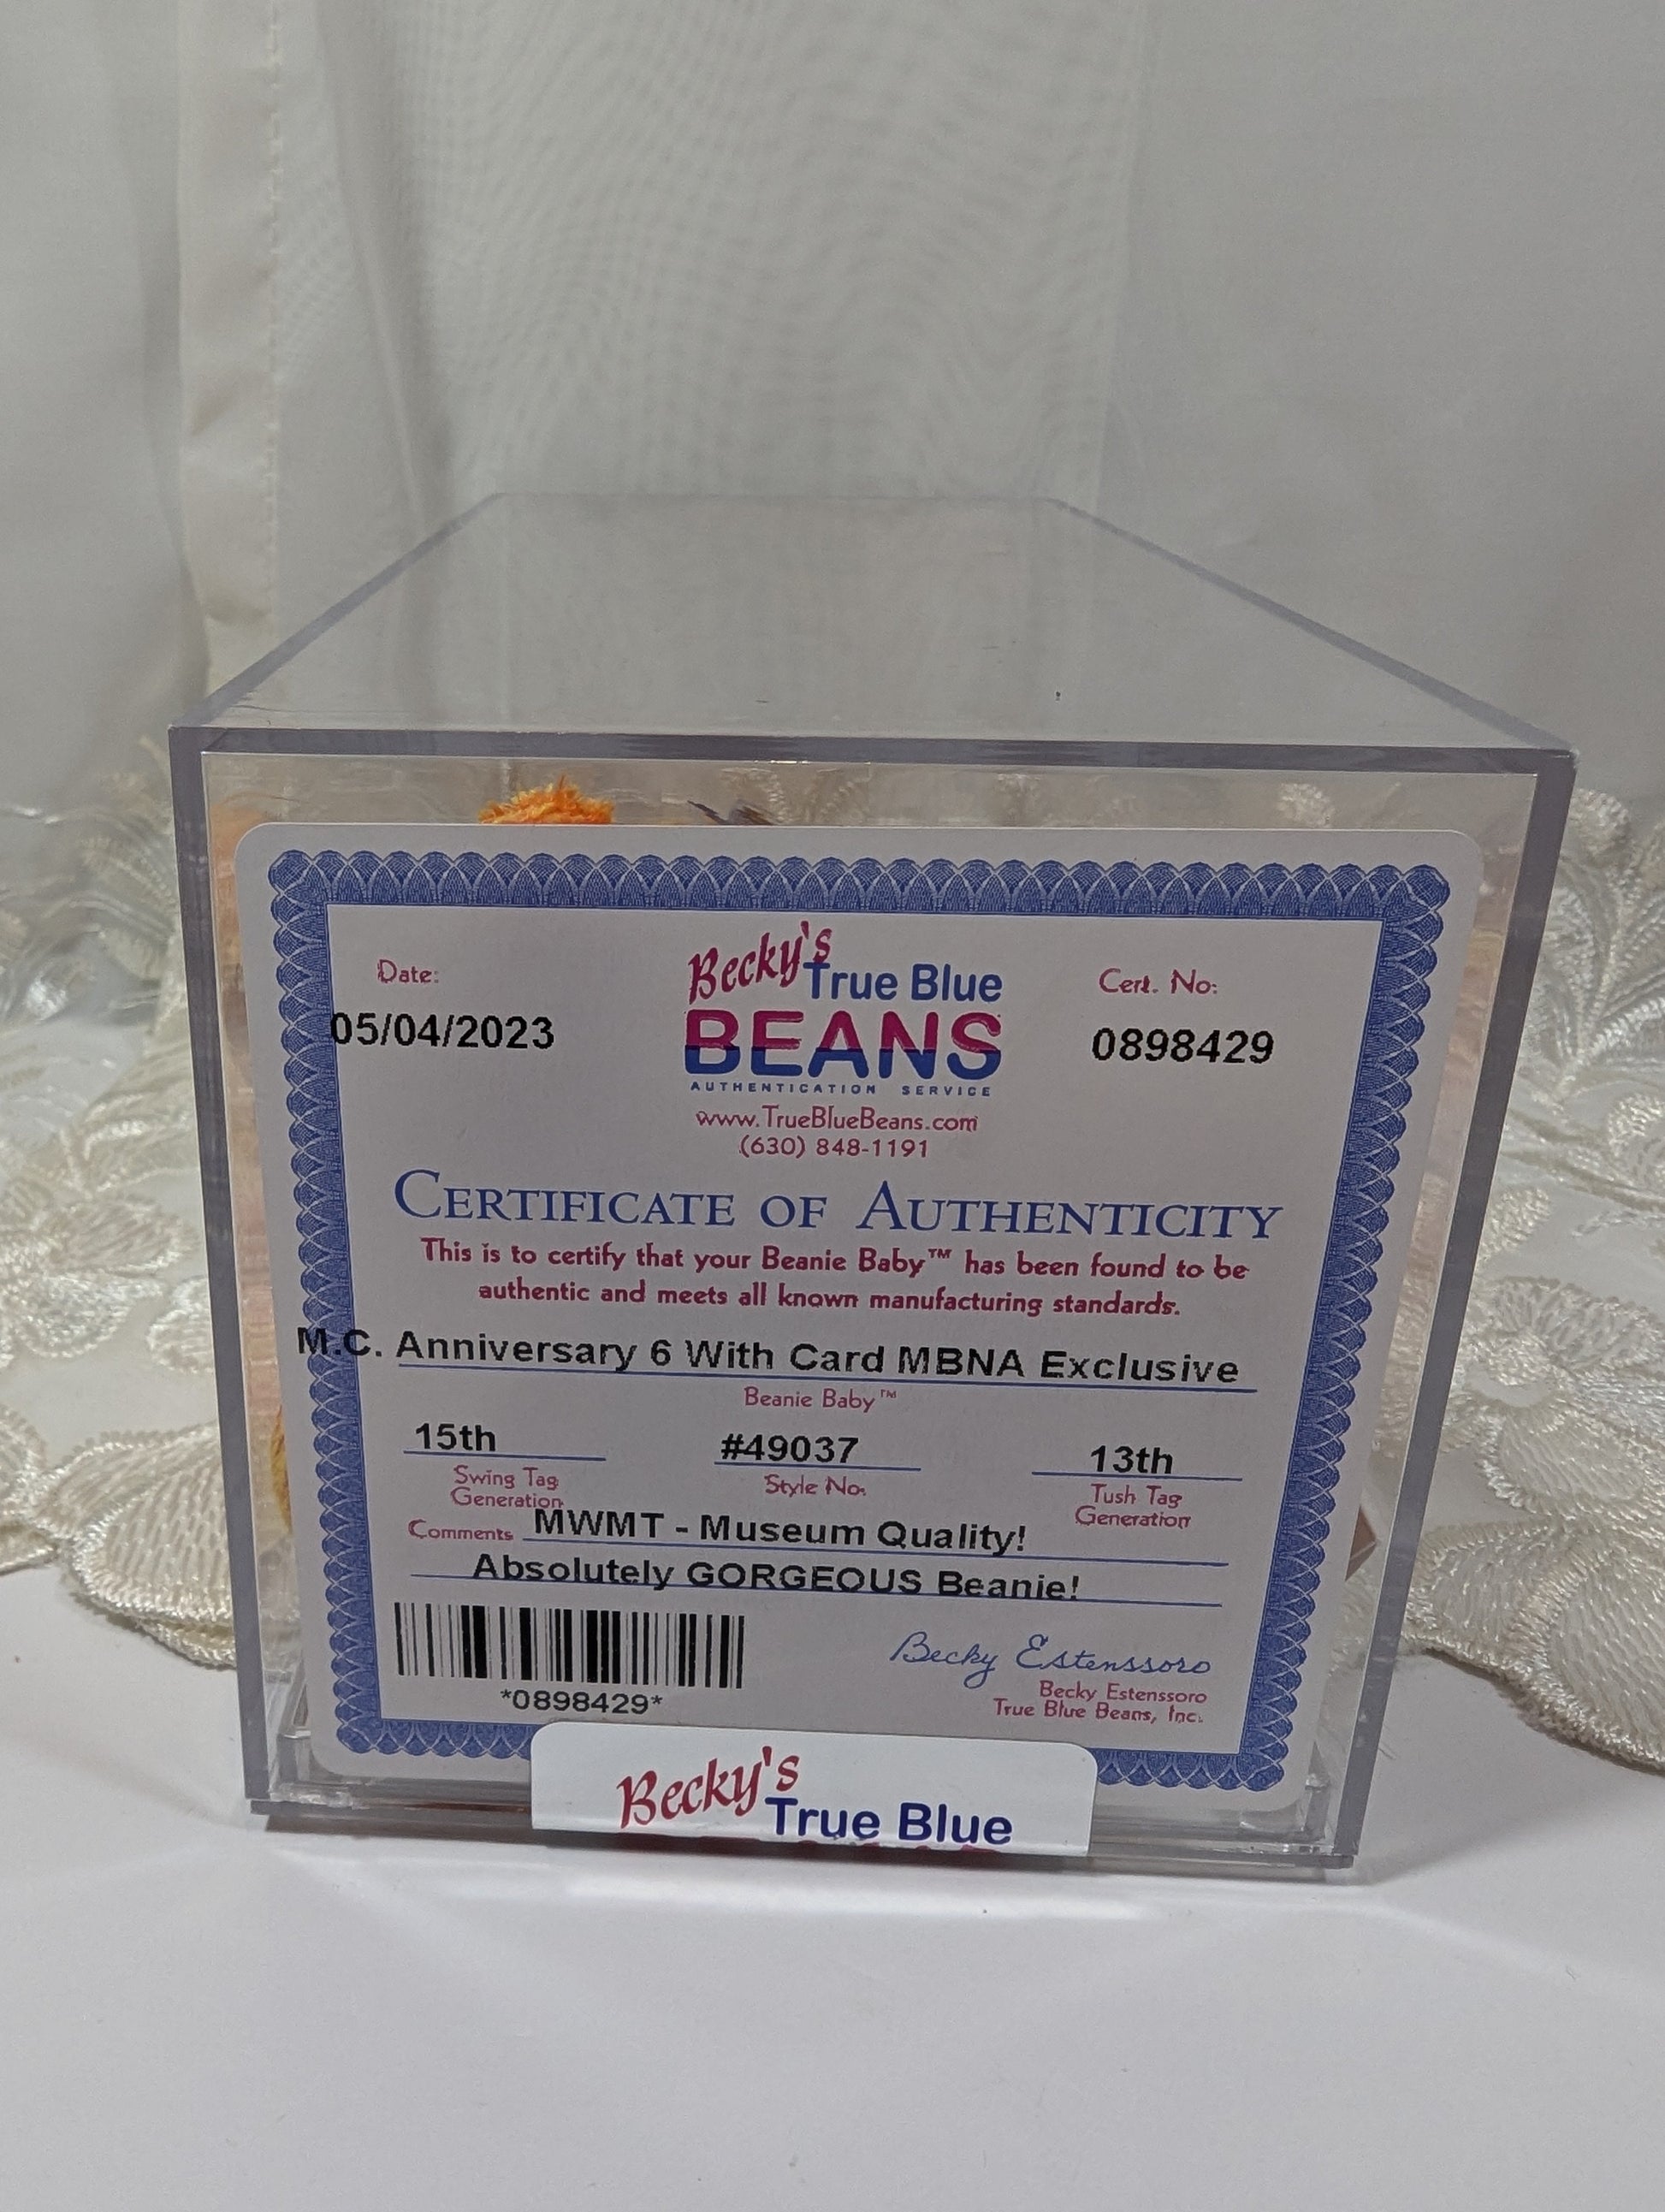 Date:
05/04/2023
Becky's
True Blue
BEANS
AUTHENTICATION SERVICE
www.TrueBlueBeans.com
(630) 848-1191
Cert. No:
0898429
CERTIFICATE OF AUTHENTICITY
This is to certify that your Beanie Baby™ has been found to be
authentic and meets all known manufacturing standards.
M.C. Anniversary 6 With Card MBNA Exclusive
Beanie Baby™
15th
Swing Tag
Generation
#49037
Style No:
13th
Tush Tag
Generation
Comments MWMT - Museum Quality!
Absolutely GORGEOUS Beanie!
*0898429*
Becky Estenssoro
Becky Estenssoro
True Blue Beans, Inc.
Becky's
True Blue